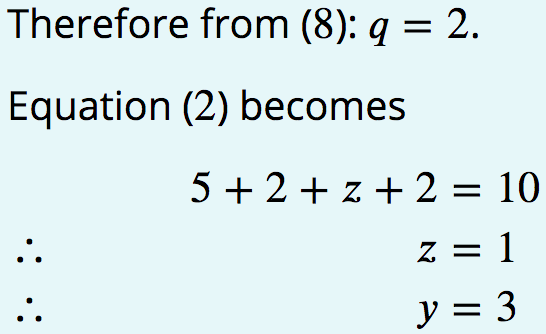 Therefore from (8): q = 2.
Equation (2) becomes
5 + 2 + z + 2 = 10
∴ z = 1
∴ y = 3